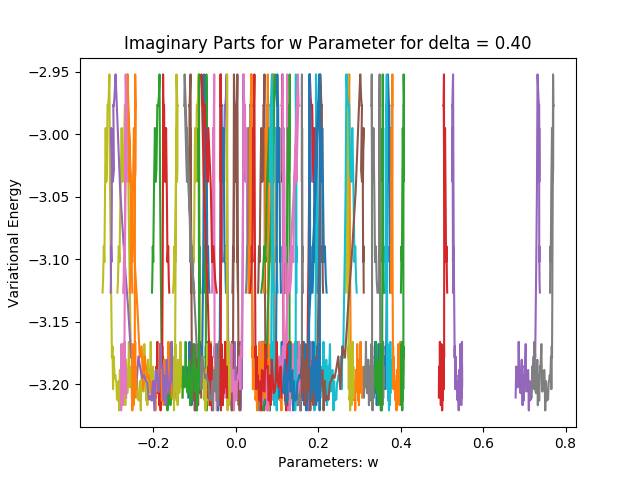 Imaginary Parts for w Parameter for delta = 0.40
Variational Energy
−2.95
−3.00
−3.05
−3.10
−3.15
−3.20
−0.2 0.0 0.2 0.4 0.6 0.8
Parameters: w